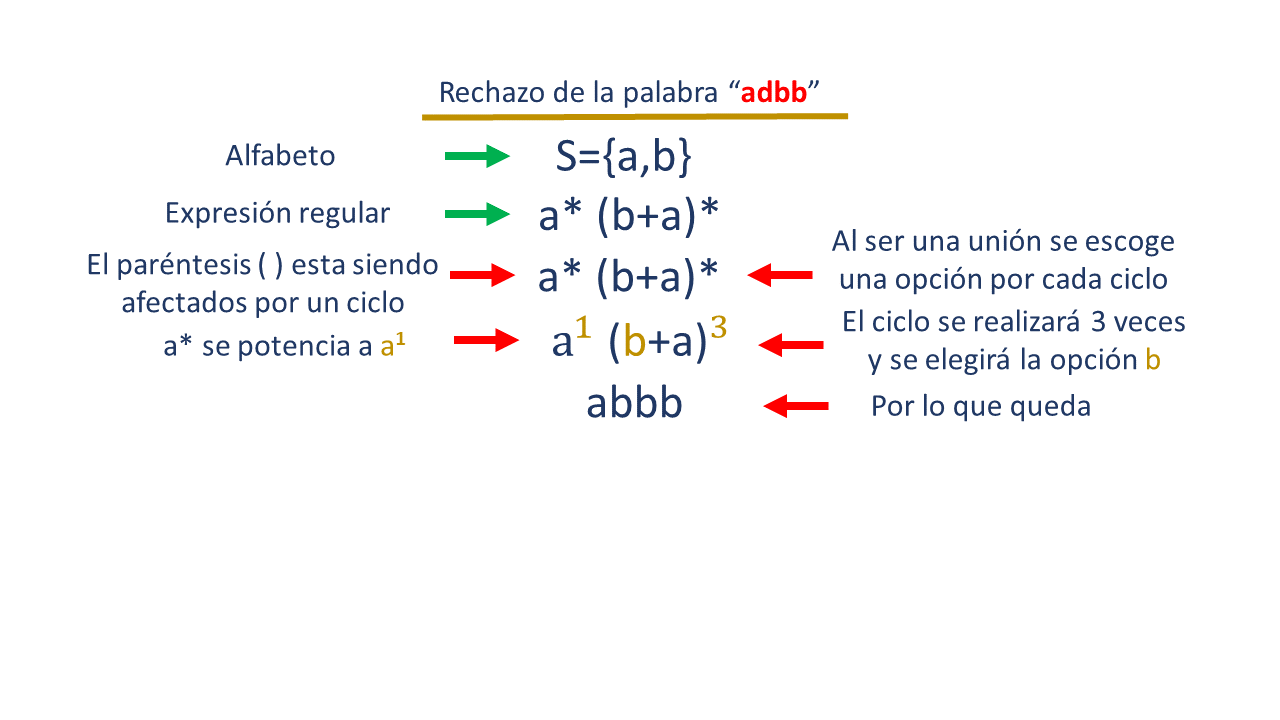 Rechazo de la palabra “adbb”
Alfabeto
S={a,b}
Expresión regular
a* (b+a)*
El paréntesis ( ) esta siendo
afectados por un ciclo
a* (b+a)*
Al ser una unión se escoge
una opción por cada ciclo
a* se potencia a a¹
a¹ (b+a)³
El ciclo se realizará 3 veces
y se elegirá la opción b
abbb
Por lo que queda